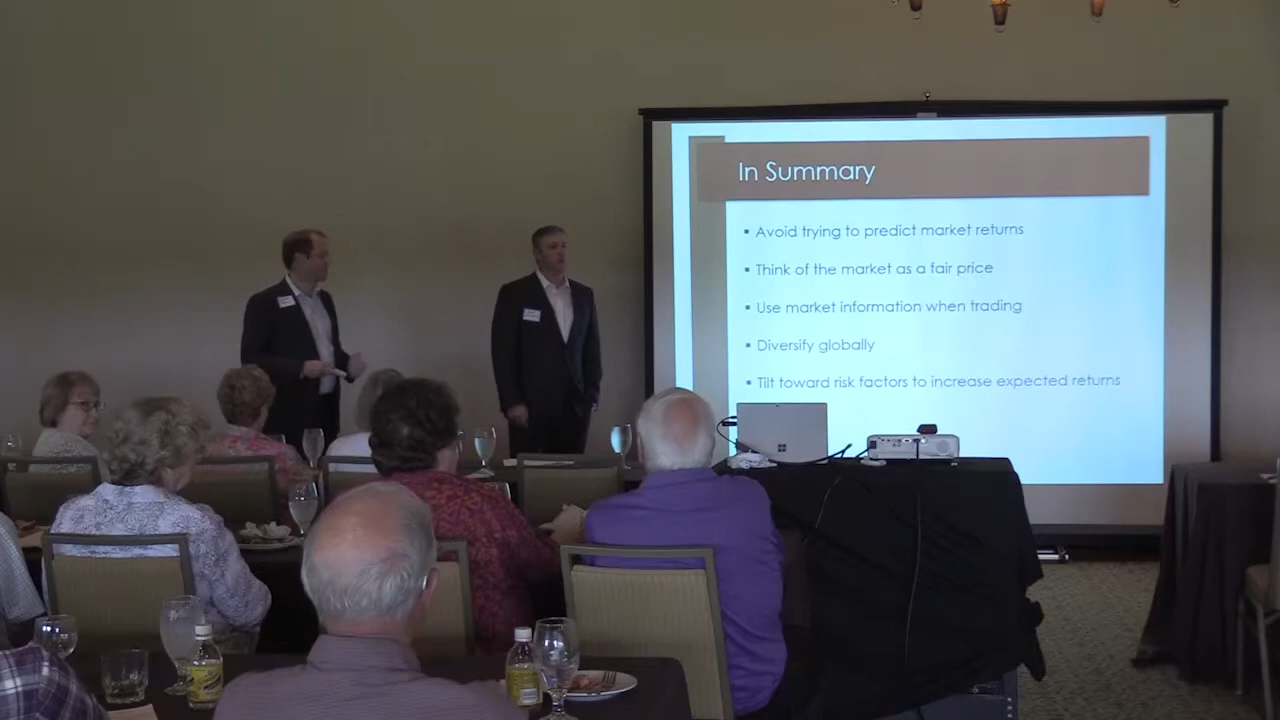 In Summary
▪ Avoid trying to predict market returns
▪ Think of the market as a fair price
▪ Use market information when trading
▪ Diversify globally
▪ Tilt toward risk factors to increase expected returns